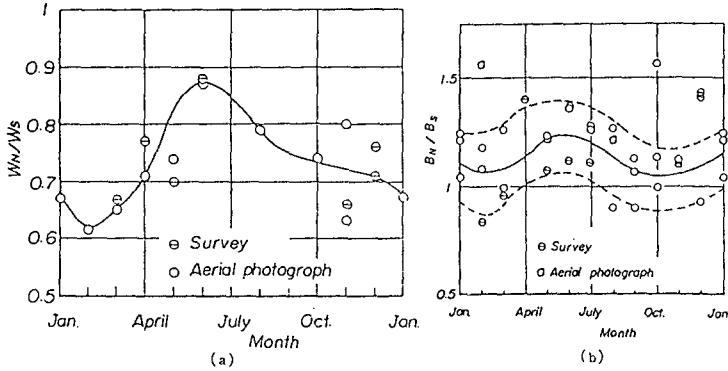 1
0.9
0.8
0.7
0.6
0.5
WN/WS
Jan. April July Oct. Jan.
Month
⊖ Survey
○ Aerial photograph
(a)
1.5
1
0.5
BN/BS
Jan. April July Oct. Jan.
Month
⊖ Survey
○ Aerial photograph
(b)